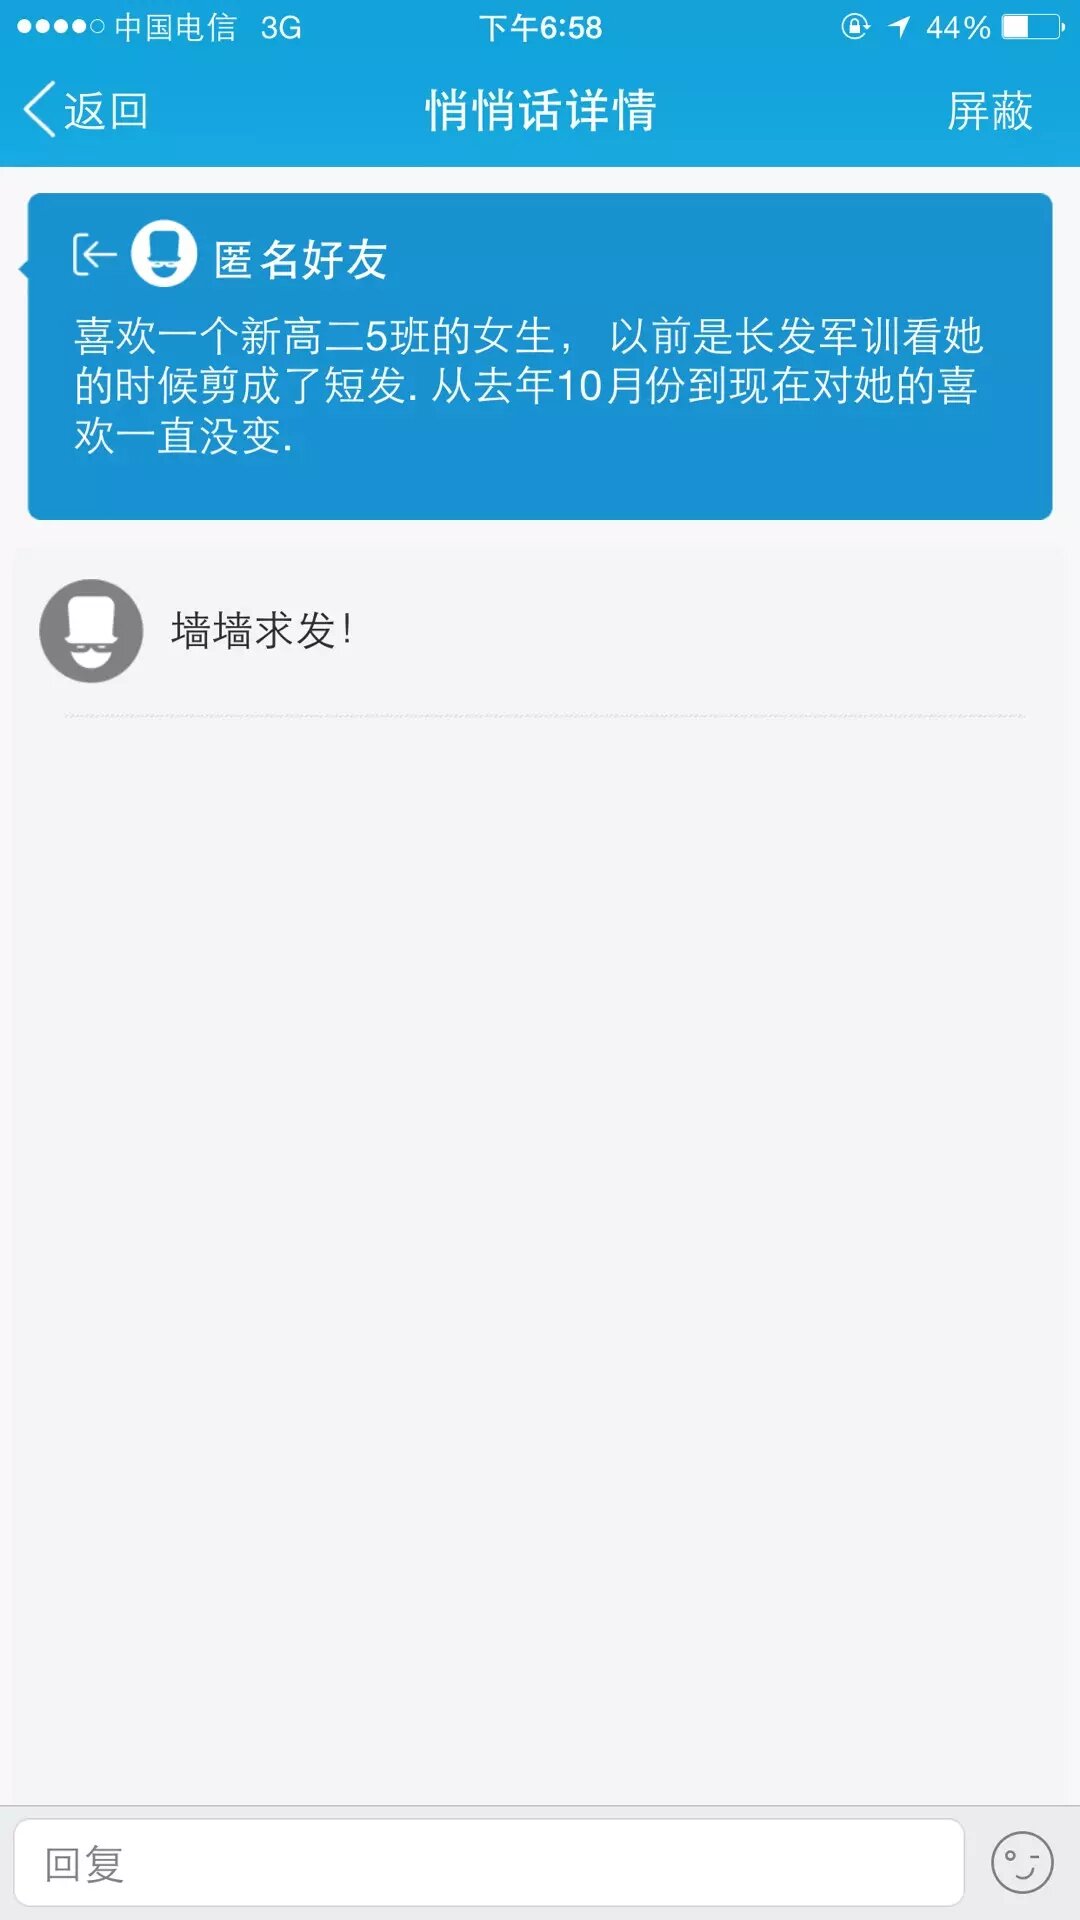 中国电信 3G 下午6:58 44%
返回 悄悄话详情 屏蔽
匿名好友
喜欢一个新高二5班的女生， 以前是长发军训看她
的时候剪成了短发. 从去年10月份到现在对她的喜
欢一直没变.
墙墙求发！
回复